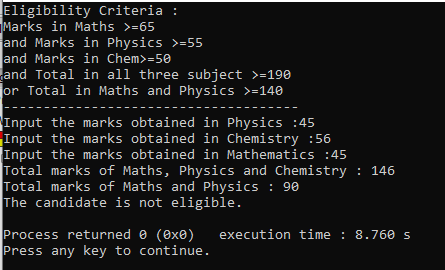 Eligibility Criteria :
Marks in Maths >=65
and Marks in Physics >=55
and Marks in Chem>=50
and Total in all three subject >=190
or Total in Maths and Physics >=140
-------------------------------------
Input the marks obtained in Physics :45
Input the marks obtained in Chemistry :56
Input the marks obtained in Mathematics :45
Total marks of Maths, Physics and Chemistry : 146
Total marks of Maths and Physics : 90
The candidate is not eligible.
Process returned 0 (0x0)   execution time : 8.760 s
Press any key to continue.